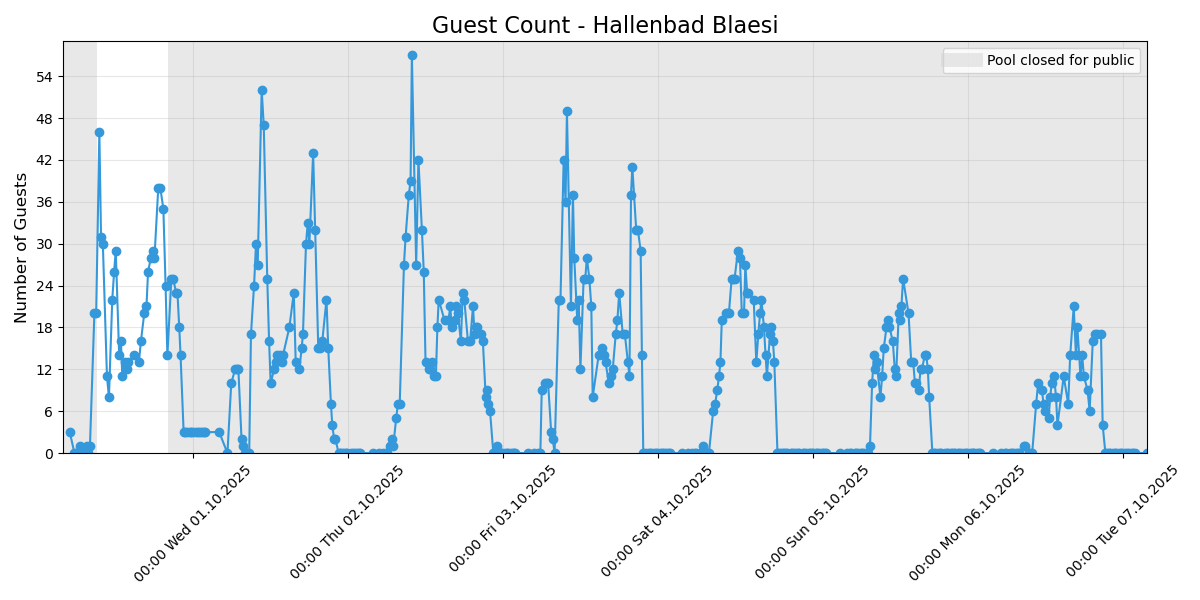 Guest Count - Hallenbad Blaesi
Pool closed for public
Number of Guests
54
48
42
36
30
24
18
12
6
0
00:00 Wed 01.10.2025
00:00 Thu 02.10.2025
00:00 Fri 03.10.2025
00:00 Sat 04.10.2025
00:00 Sun 05.10.2025
00:00 Mon 06.10.2025
00:00 Tue 07.10.2025